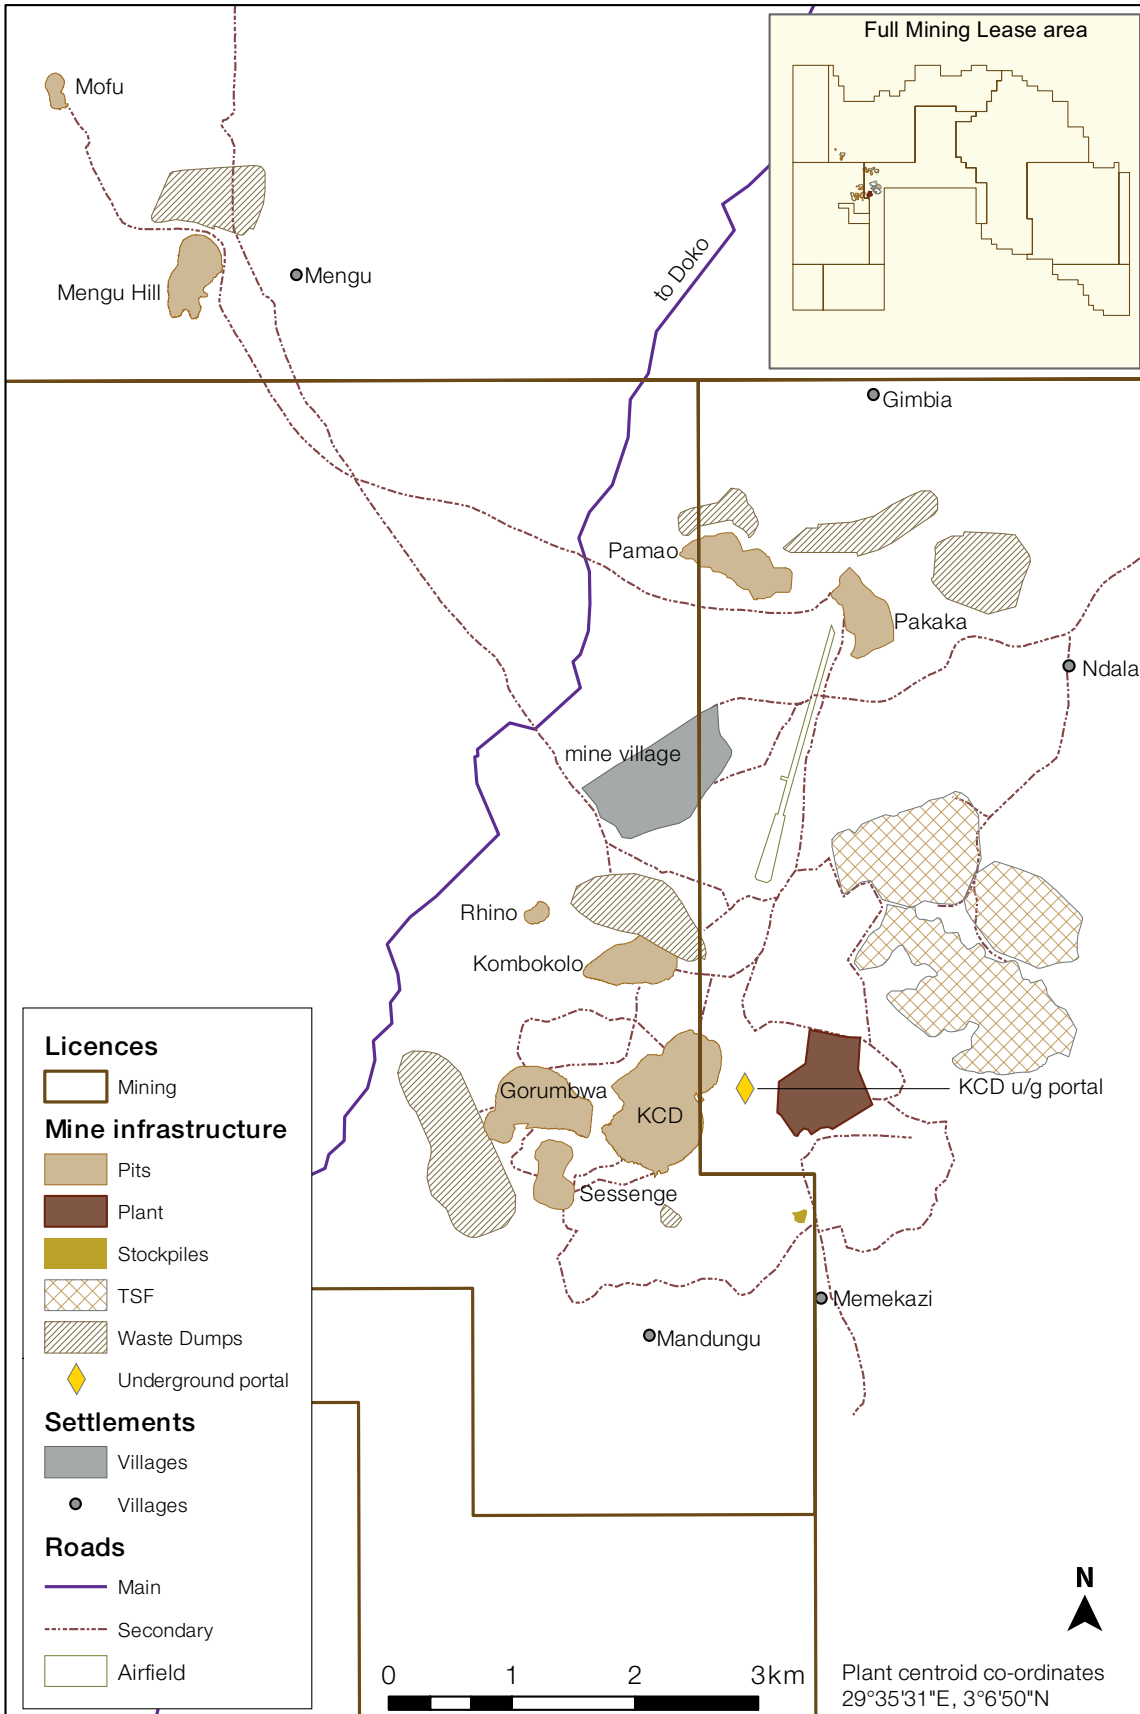 Full Mining Lease area
Mofu
to Doko
Mengu
Mengu Hill
Gimbia
Pamao
Pakaka
Ndala
mine village
Rhino
Kombokolo
Gorumbwa
KCD
KCD u/g portal
Sessenge
Memekazi
Mandungu
Licences
Mining
Mine infrastructure
Pits
Plant
Stockpiles
TSF
Waste Dumps
Underground portal
Settlements
Villages
Villages
Roads
Main
Secondary
Airfield
N
0 1 2 3km
Plant centroid co-ordinates
29°35'31"E, 3°6'50"N